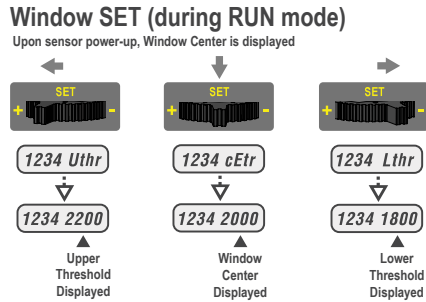 Window SET (during RUN mode)
Upon sensor power-up, Window Center is displayed
SET SET SET
+ - + - + -
1234 Uthr 1234 cEtr 1234 Lthr
1234 2200 1234 2000 1234 1800
Upper Window Lower
Threshold Center Threshold
Displayed Displayed Displayed